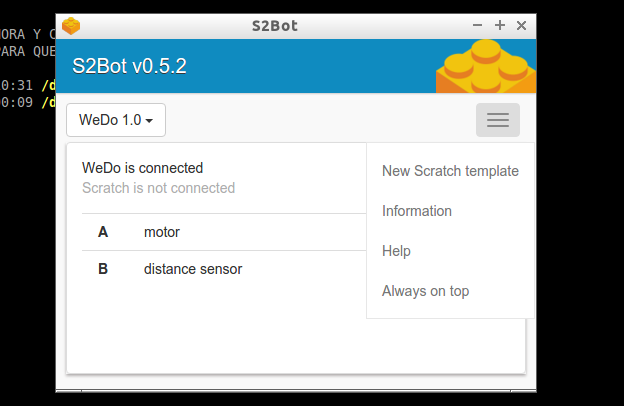 S2Bot
ORA Y
PARA QUE
S2Bot v0.5.2
0:31 /d
0:09 /d
WeDo 1.0
WeDo is connected
Scratch is not connected
A motor
B distance sensor
New Scratch template
Information
Help
Always on top